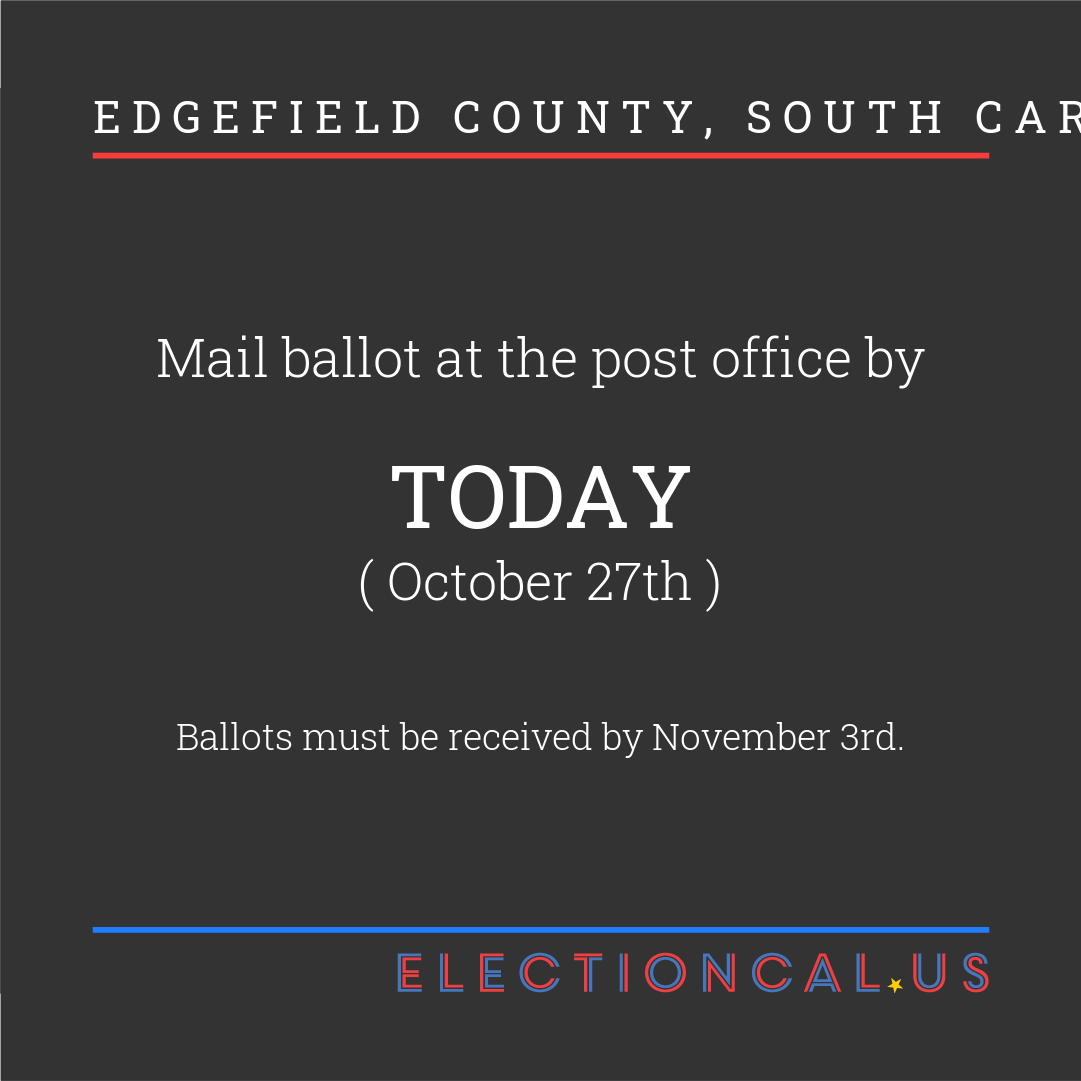 EDGEFIELD COUNTY, SOUTH CAR
Mail ballot at the post office by
TODAY
( October 27th )
Ballots must be received by November 3rd.
ELECTIONCAL.US